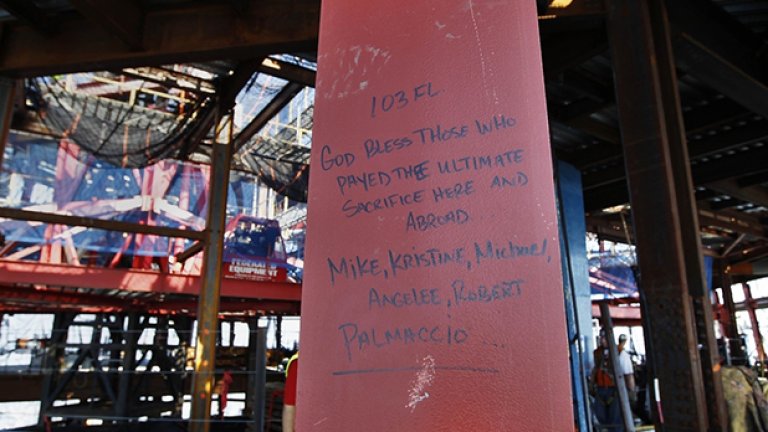 103 FL.
GOD BLESS THOSE WHO
PAYED THE ULTIMATE
SACRIFICE HERE AND
ABROAD...
MIKE, KRISTINE, Michael,
ANGELEE, ROBERT
PALMACCIO...
EQUIPMENT